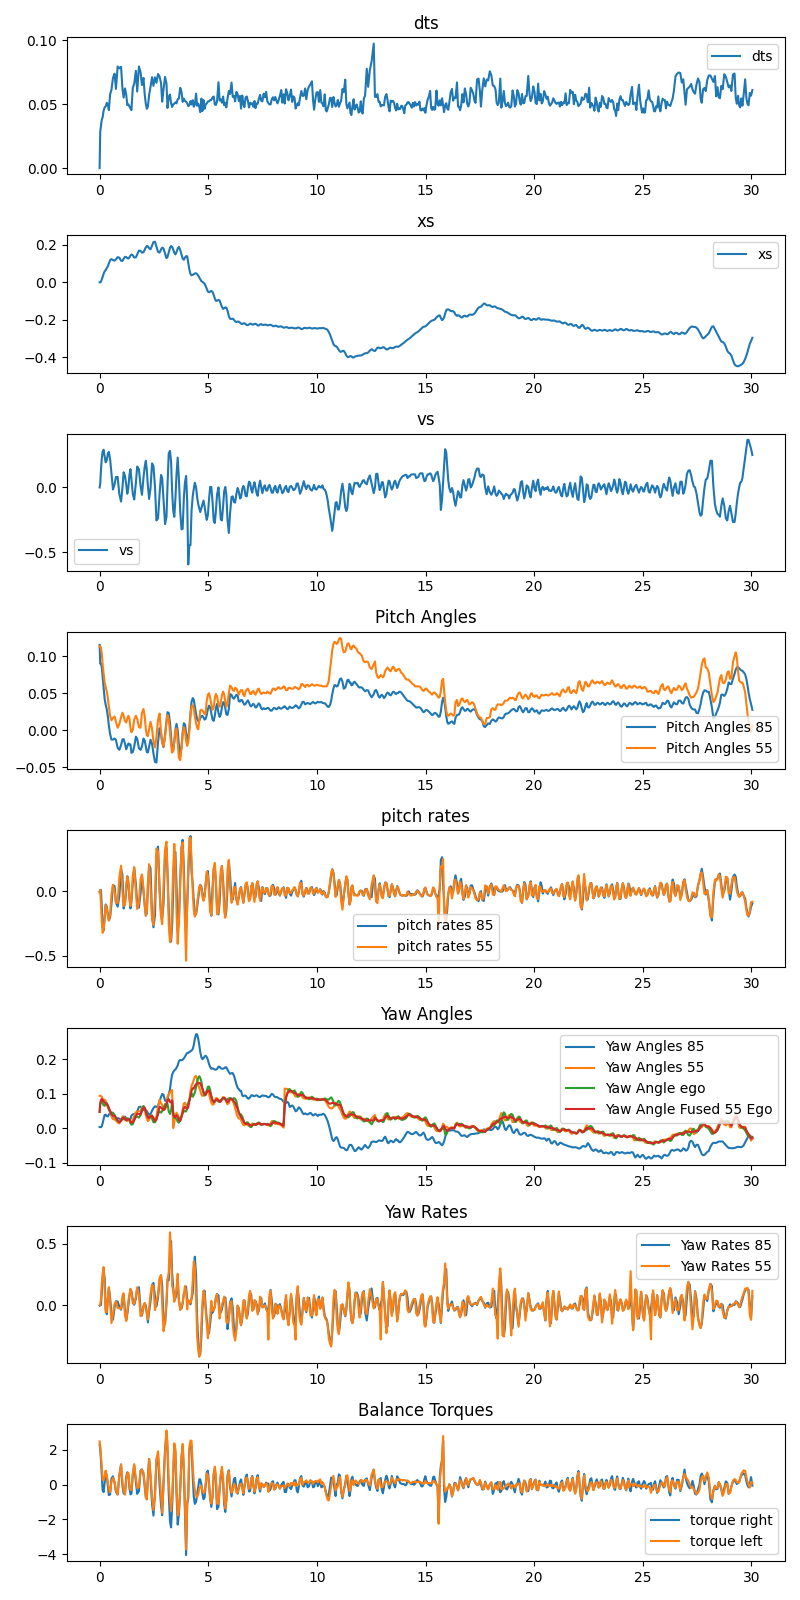 dts
0.10
0.05
0.00
dts
0 5 10 15 20 25 30
xs
0.2
0.0
−0.2
−0.4
xs
0 5 10 15 20 25 30
vs
0.0
−0.5
vs
0 5 10 15 20 25 30
Pitch Angles
0.10
0.05
0.00
−0.05
Pitch Angles 85
Pitch Angles 55
0 5 10 15 20 25 30
pitch rates
0.0
−0.5
pitch rates 85
pitch rates 55
0 5 10 15 20 25 30
Yaw Angles
0.2
0.1
0.0
−0.1
Yaw Angles 85
Yaw Angles 55
Yaw Angle ego
Yaw Angle Fused 55 Ego
0 5 10 15 20 25 30
Yaw Rates
0.5
0.0
Yaw Rates 85
Yaw Rates 55
0 5 10 15 20 25 30
Balance Torques
2
0
−2
−4
torque right
torque left
0 5 10 15 20 25 30